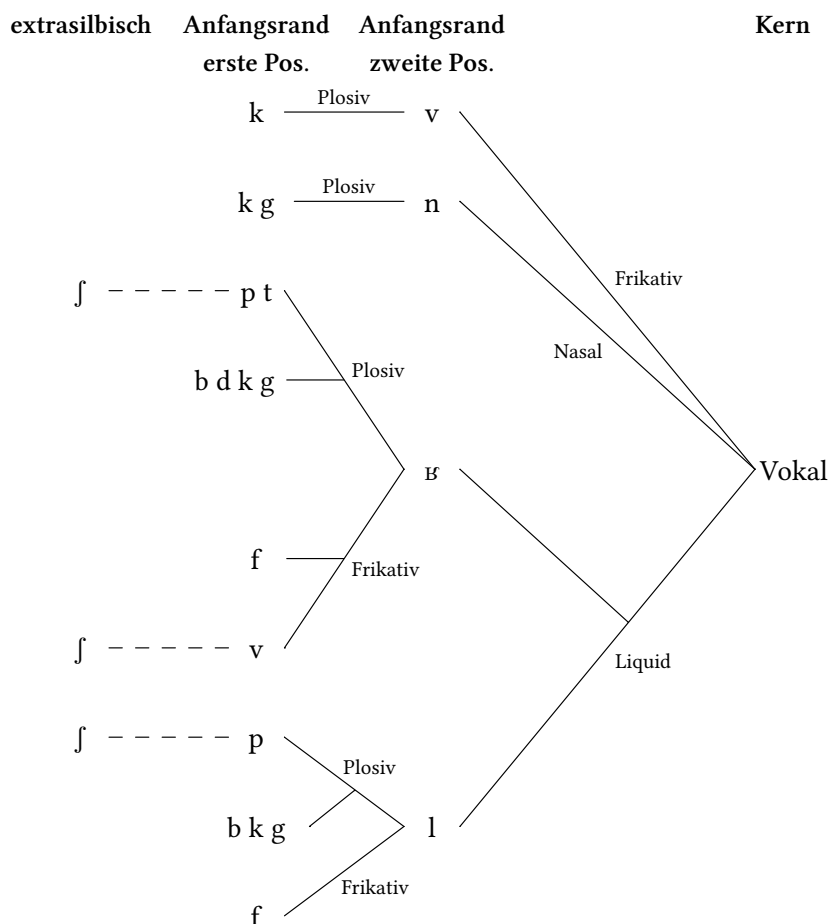 extrasilbisch Anfangsrand Anfangsrand Kern
erste Pos. zweite Pos.
k Plosiv v
k g Plosiv n
Frikativ
ʃ p t
Nasal
b d k g Plosiv
ʁ Vokal
f Frikativ
ʃ v
Liquid
ʃ p
Plosiv
b k g l
Frikativ
f